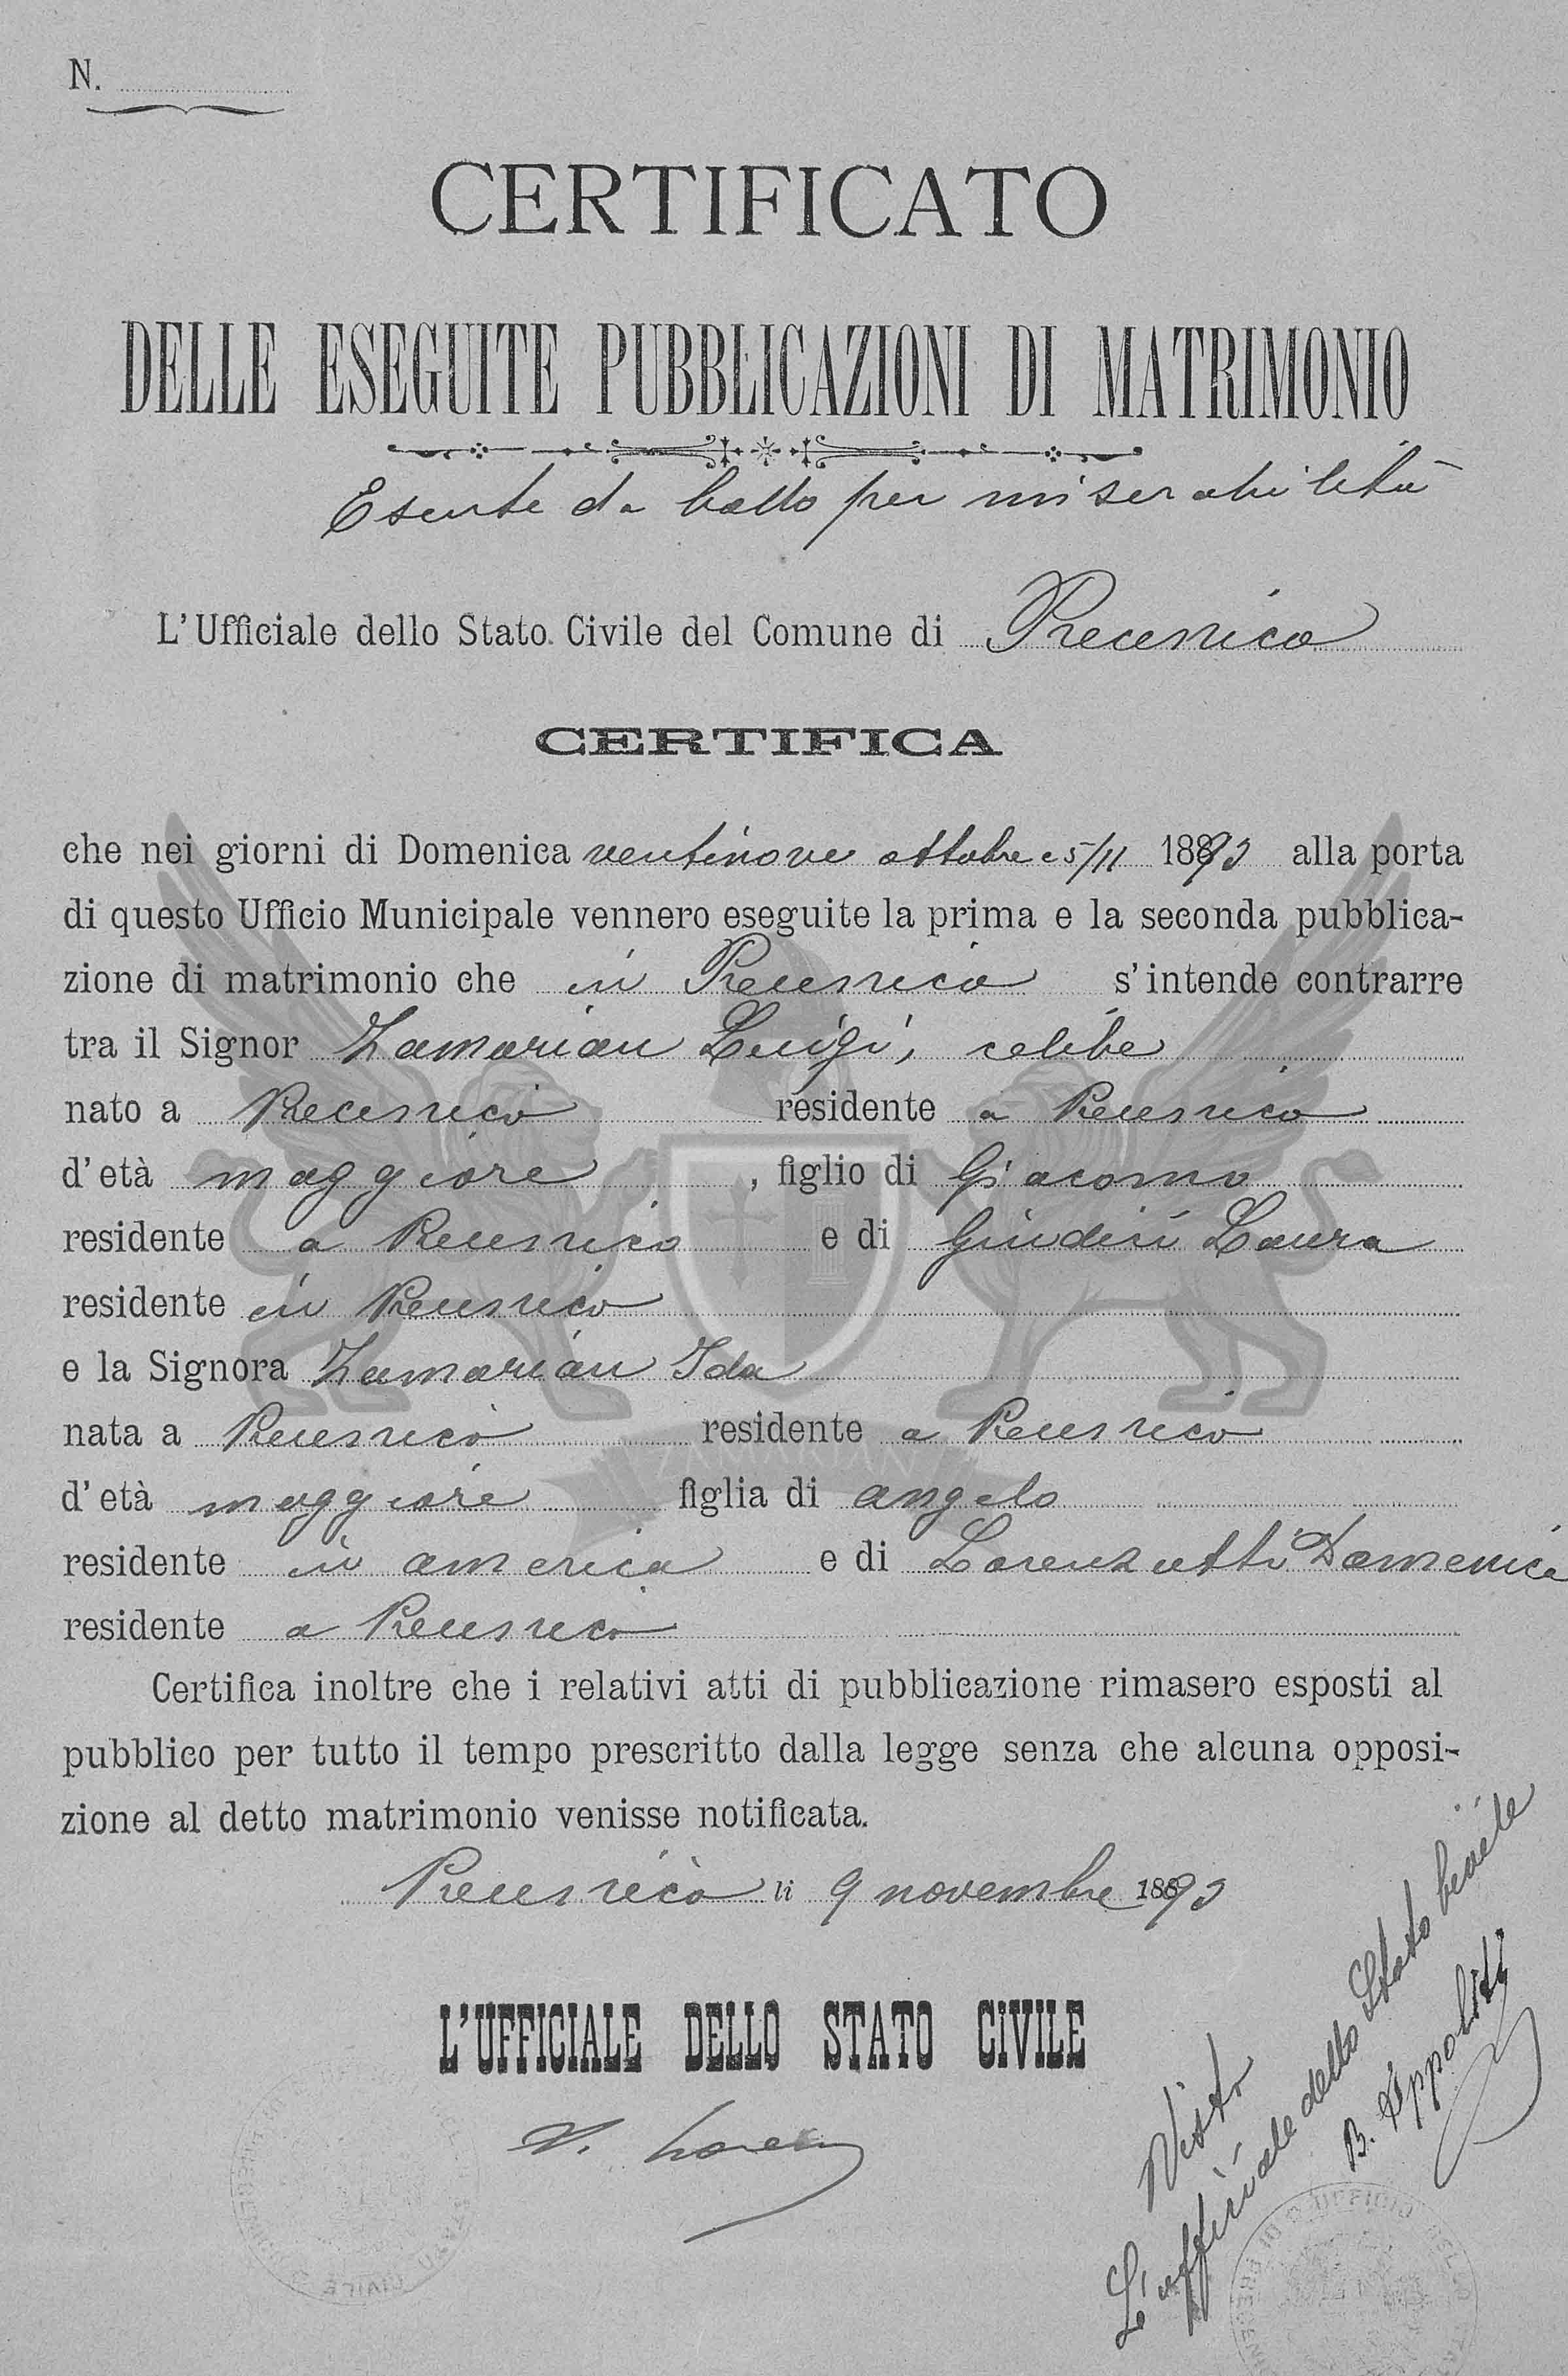 N.
CERTIFICATO
DELLE ESEGUITE PUBBLICAZIONI DI MATRIMONIO
Esente da bollo per miserabilità
L'Ufficiale dello Stato Civile del Comune di Precenico
CERTIFICA
che nei giorni di Domenica ventinove ottobre e 5/11 1893 alla porta
di questo Ufficio Municipale vennero eseguite la prima e la seconda pubblica-
zione di matrimonio che in Precenico s'intende contrarre
tra il Signor Zamarian Luigi, celibe
nato a Precenico residente a Precenico
d'età maggiore, figlio di Giacomo
residente a Precenico e di Laura
residente in Precenico
e la Signora Zamarian Ida
nata a Precenico residente a Precenico
d'età maggiore figlia di angelo
residente in america e di Lorenzutti Domenica
residente a Precenico
Certifica inoltre che i relativi atti di pubblicazione rimasero esposti al
pubblico per tutto il tempo prescritto dalla legge senza che alcuna opposi-
zione al detto matrimonio venisse notificata.
Precenico li 9 novembre 1893
L'UFFICIALE DELLO STATO CIVILE
Visto
L'ufficiale dello Stato Civile
B.